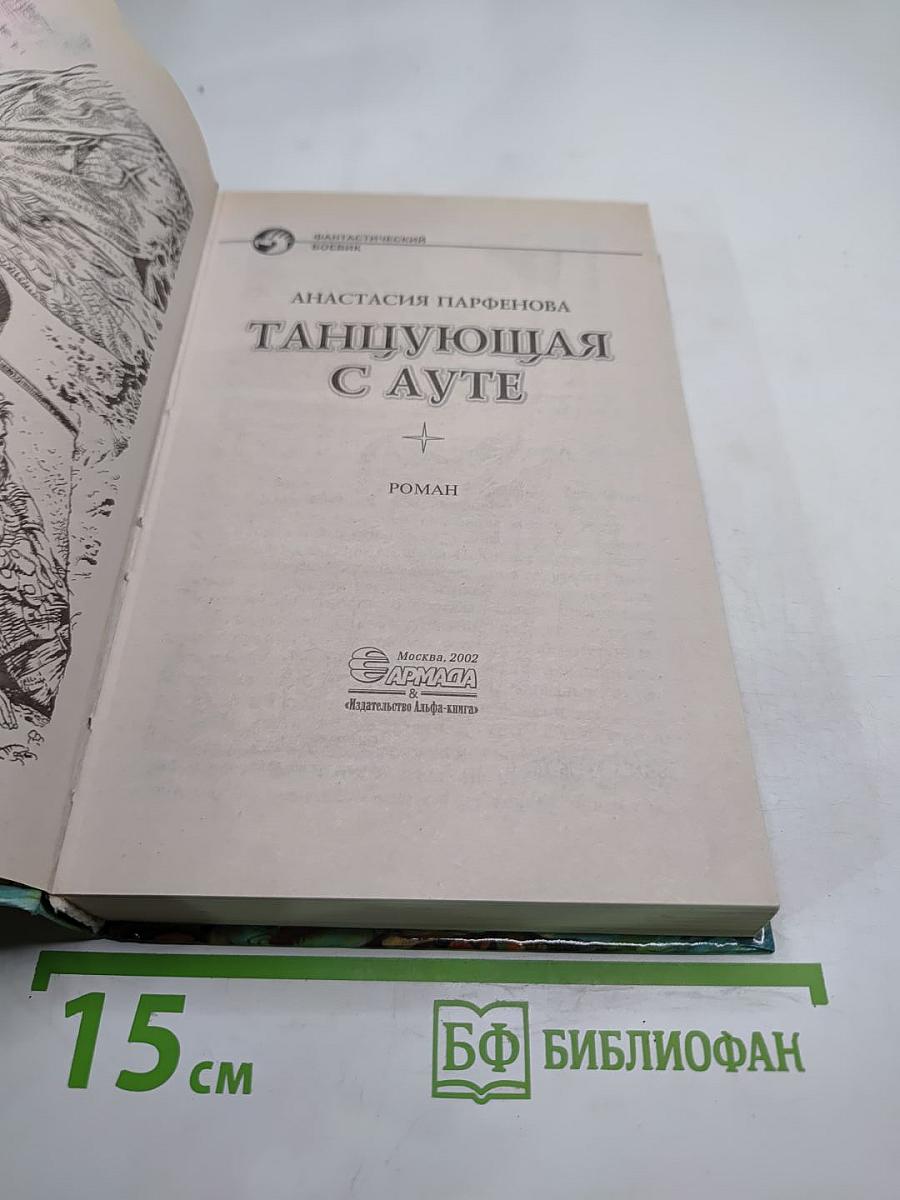 ФАНТАСТИЧЕСКИЙ
БОЕВИК
АНАСТАСИЯ ПАРФЕНОВА
ТАНЦУЮЩАЯ
С АУТЕ
РОМАН
Москва, 2002
АРМАДА
&
«Издательство Альфа-книга»
15 см
БФ БИБЛИОФАН